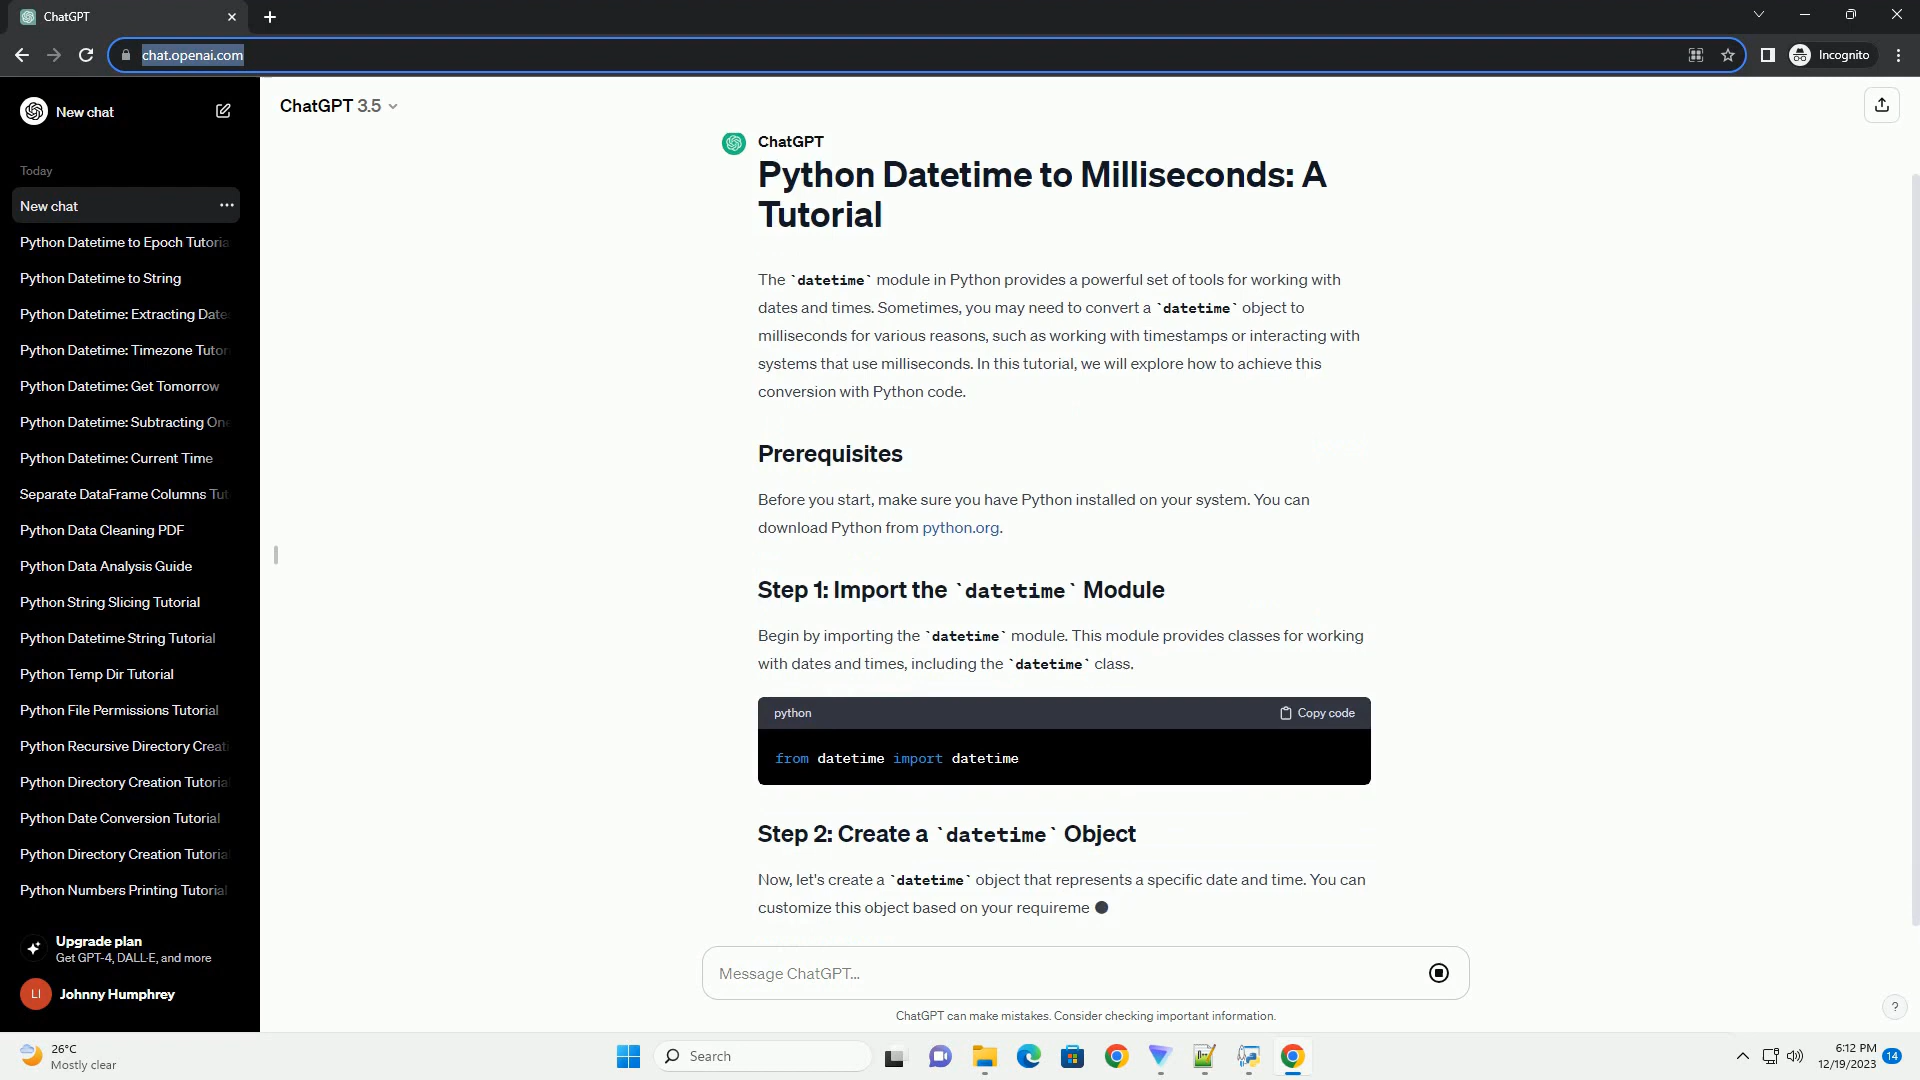 ChatGPT
chat.openai.com
Incognito
New chat
Today
New chat
Python Datetime to Epoch Tutoria
Python Datetime to String
Python Datetime: Extracting Date
Python Datetime: Timezone Tutor
Python Datetime: Get Tomorrow
Python Datetime: Subtracting One
Python Datetime: Current Time
Separate DataFrame Columns Tut
Python Data Cleaning PDF
Python Data Analysis Guide
Python String Slicing Tutorial
Python Datetime String Tutorial
Python Temp Dir Tutorial
Python File Permissions Tutorial
Python Recursive Directory Creati
Python Directory Creation Tutoria
Python Date Conversion Tutorial
Python Directory Creation Tutoria
Python Numbers Printing Tutorial
Upgrade plan
Get GPT-4, DALL·E, and more
LI
Johnny Humphrey
ChatGPT 3.5
ChatGPT
Python Datetime to Milliseconds: A
Tutorial
The `datetime` module in Python provides a powerful set of tools for working with
dates and times. Sometimes, you may need to convert a `datetime` object to
milliseconds for various reasons, such as working with timestamps or interacting with
systems that use milliseconds. In this tutorial, we will explore how to achieve this
conversion with Python code.
Prerequisites
Before you start, make sure you have Python installed on your system. You can
download Python from python.org.
Step 1: Import the `datetime` Module
Begin by importing the `datetime` module. This module provides classes for working
with dates and times, including the `datetime` class.
python
Copy code
from datetime import datetime
Step 2: Create a `datetime` Object
Now, let's create a `datetime` object that represents a specific date and time. You can
customize this object based on your requireme
Message ChatGPT...
ChatGPT can make mistakes. Consider checking important information.
?
26°C
Mostly clear
Search
6:12 PM
12/19/2023
14